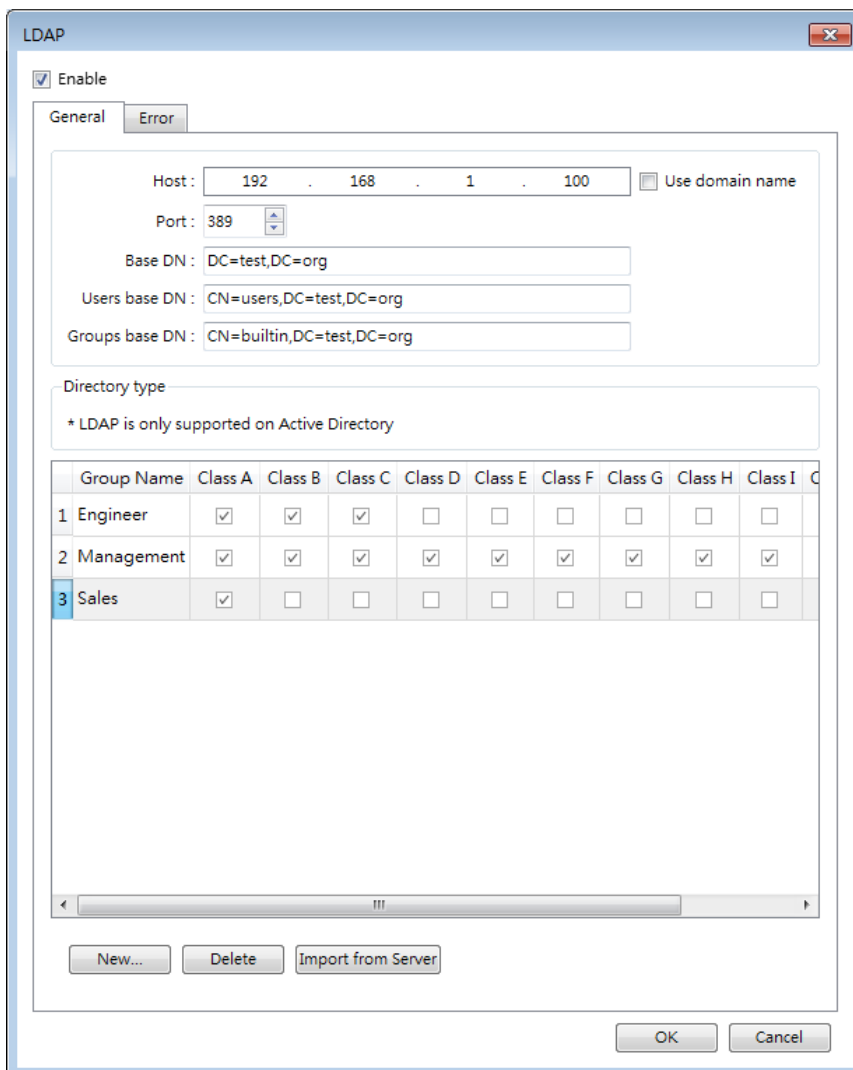 LDAP
Enable
General Error
Host : 192 . 168 . 1 . 100 Use domain name
Port : 389
Base DN : DC=test,DC=org
Users base DN : CN=users,DC=test,DC=org
Groups base DN : CN=builtin,DC=test,DC=org
Directory type
* LDAP is only supported on Active Directory
Group Name Class A Class B Class C Class D Class E Class F Class G Class H Class I C
1 Engineer
2 Management
3 Sales
New... Delete Import from Server
OK Cancel